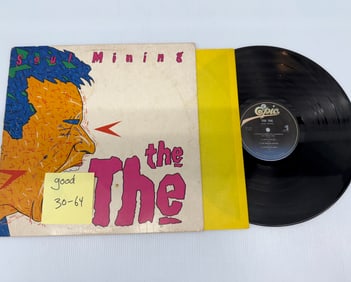 Soul Mining
the
The
good
30-64
Epic
THE THE